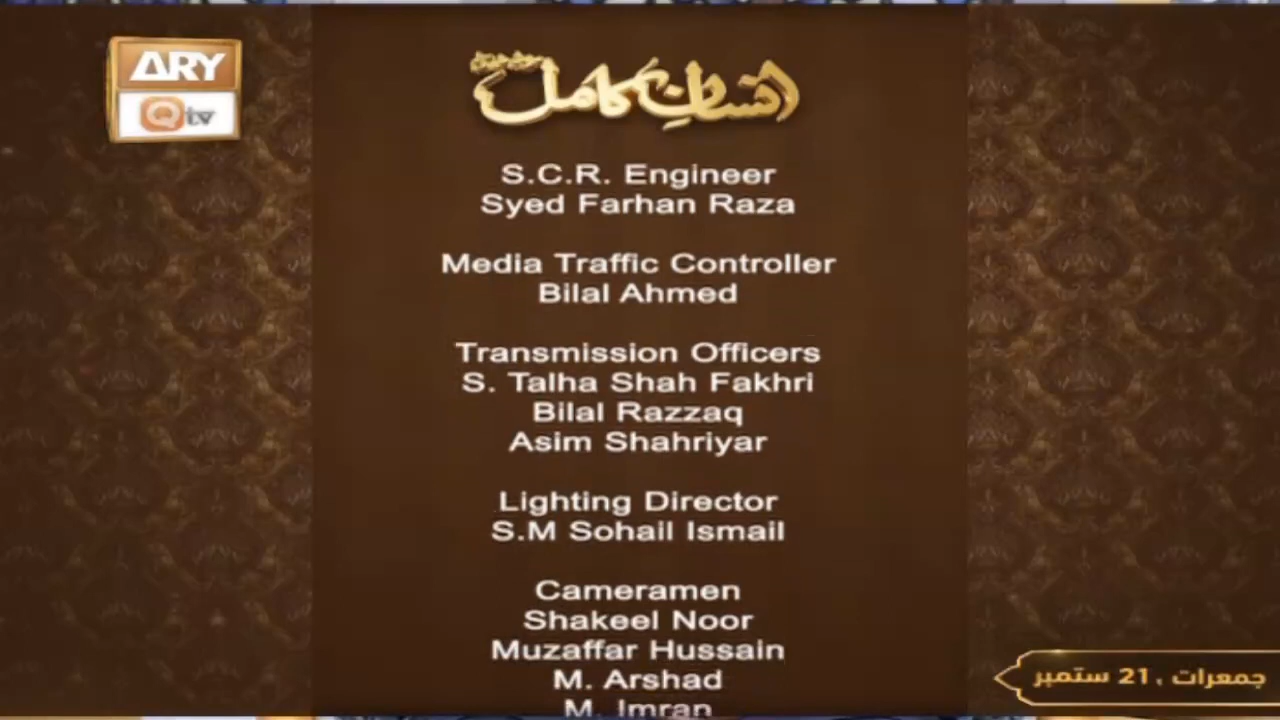 ARY
Qtv
انسانِ کامل
S.C.R. Engineer
Syed Farhan Raza
Media Traffic Controller
Bilal Ahmed
Transmission Officers
S. Talha Shah Fakhri
Bilal Razzaq
Asim Shahriyar
Lighting Director
S.M Sohail Ismail
Cameramen
Shakeel Noor
Muzaffar Hussain
M. Arshad
M. Imran
جمعرات , 21 ستمبر